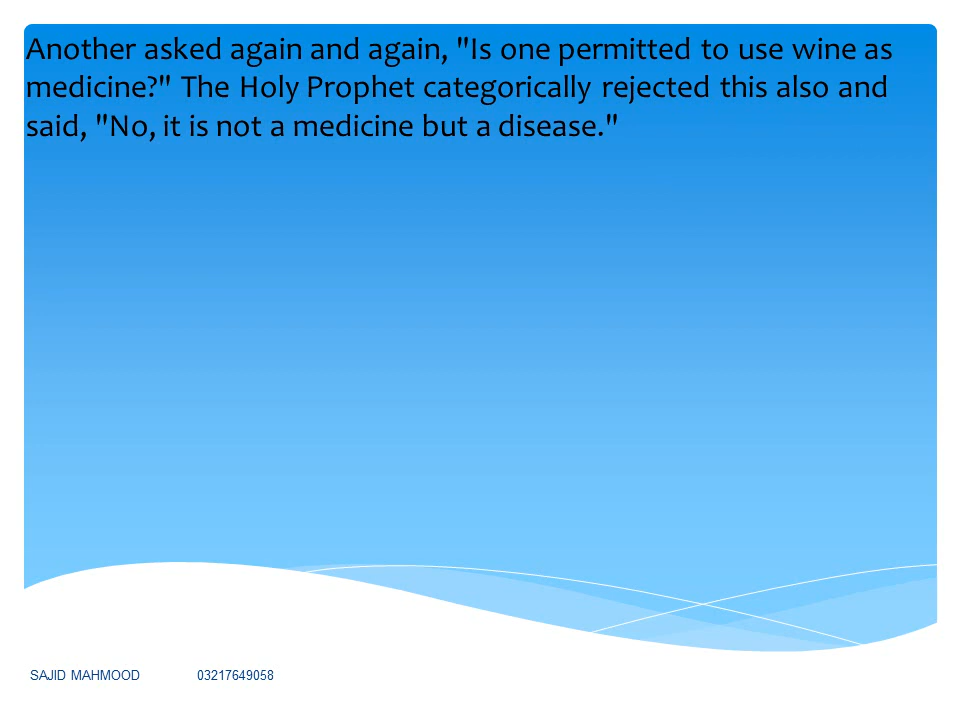 Another asked again and again, "Is one permitted to use wine as
medicine?" The Holy Prophet categorically rejected this also and
said, "No, it is not a medicine but a disease."
SAJID MAHMOOD 03217649058